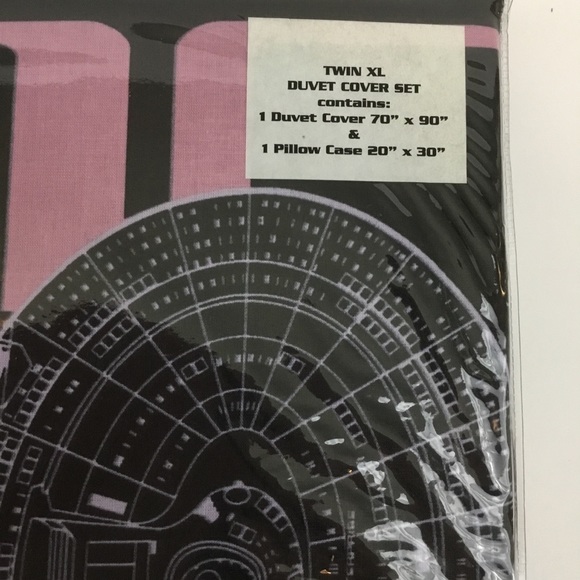 TWIN XL
DUVET COVER SET
contains:
1 Duvet Cover 70" x 90"
&
1 Pillow Case 20" x 30"